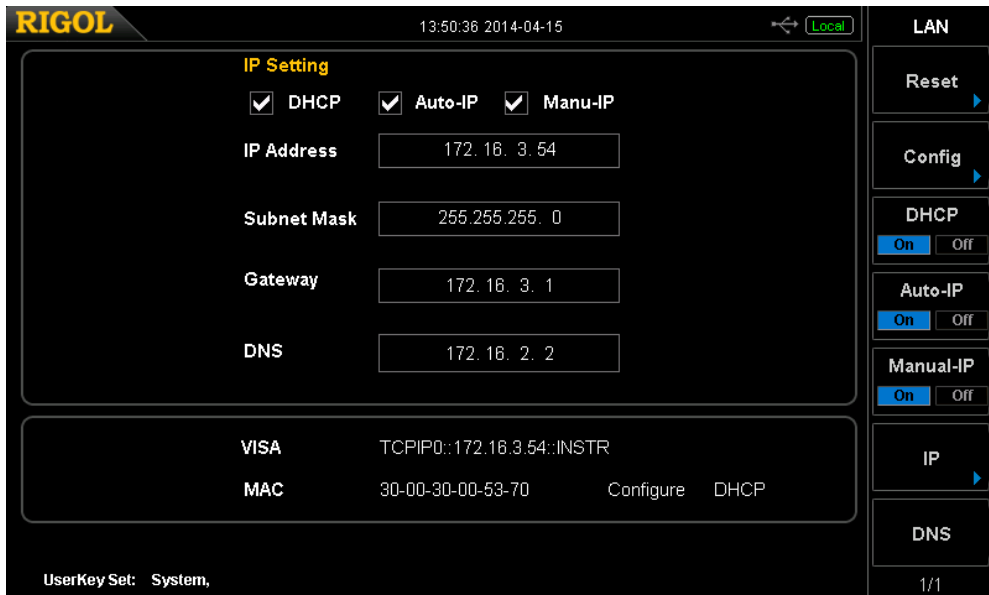 RIGOL 13:50:36 2014-04-15 Local
IP Setting
DHCP Auto-IP Manu-IP
IP Address 172. 16. 3. 54
Subnet Mask 255.255.255. 0
Gateway 172. 16. 3. 1
DNS 172. 16. 2. 2
VISA TCPIP0::172.16.3.54::INSTR
MAC 30-00-30-00-53-70 Configure DHCP
UserKey Set: System,
LAN
Reset
Config
DHCP
On Off
Auto-IP
On Off
Manual-IP
On Off
IP
DNS
1/1